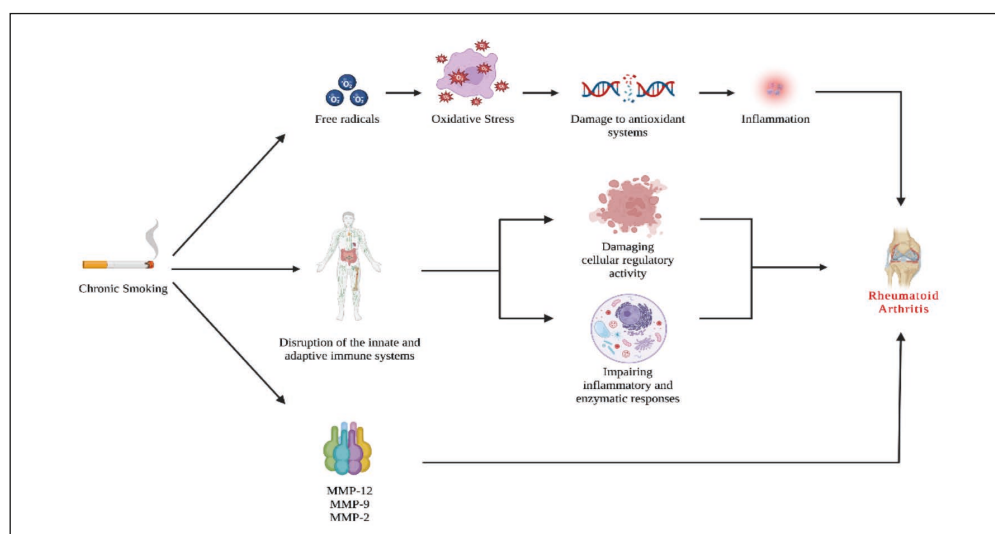 Free radicals
Oxidative Stress
Damage to antioxidant
systems
Inflammation
Chronic Smoking
Disruption of the innate and
adaptive immune systems
Damaging
cellular regulatory
activity
Impairing
inflammatory and
enzymatic responses
Rheumatoid
Arthritis
MMP-12
MMP-9
MMP-2